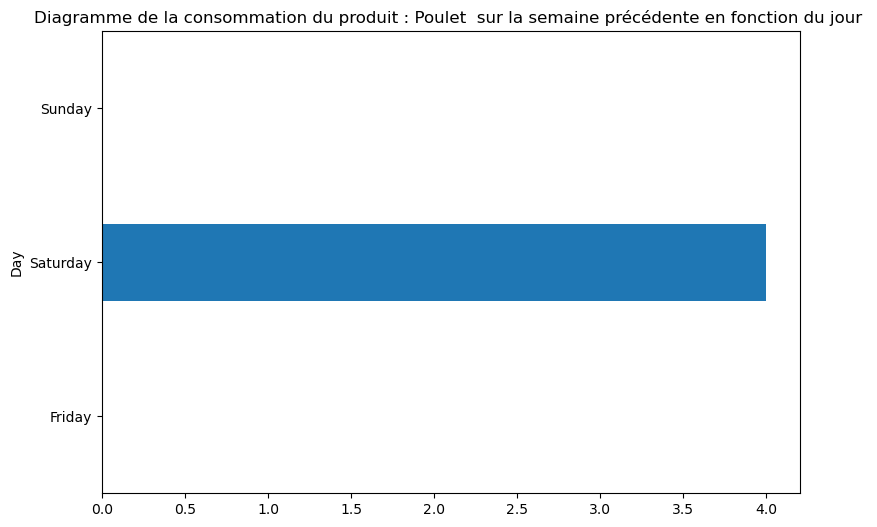 Diagramme de la consommation du produit : Poulet  sur la semaine précédente en fonction du jour
Sunday
Saturday
Friday
Day
0.0 0.5 1.0 1.5 2.0 2.5 3.0 3.5 4.0